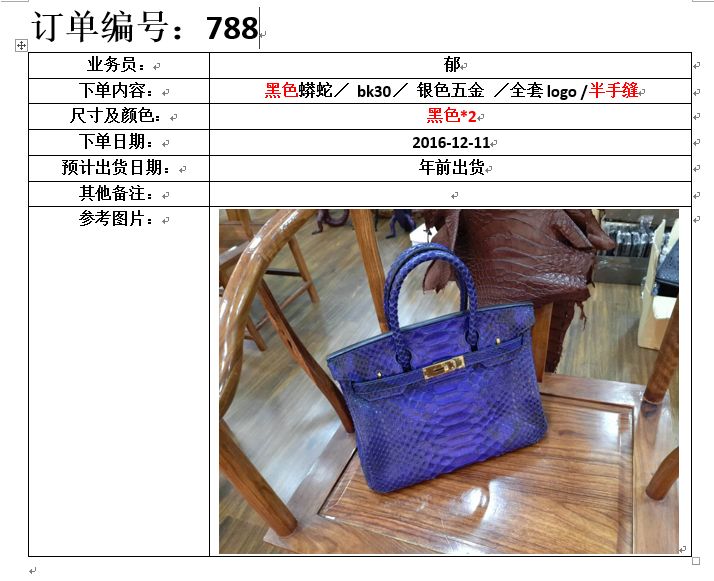 订单编号：788
业务员： 郁
下单内容： 黑色蟒蛇／ bk30／ 银色五金 ／全套 logo /半手缝
尺寸及颜色： 黑色*2
下单日期： 2016-12-11
预计出货日期： 年前出货
其他备注：
参考图片：